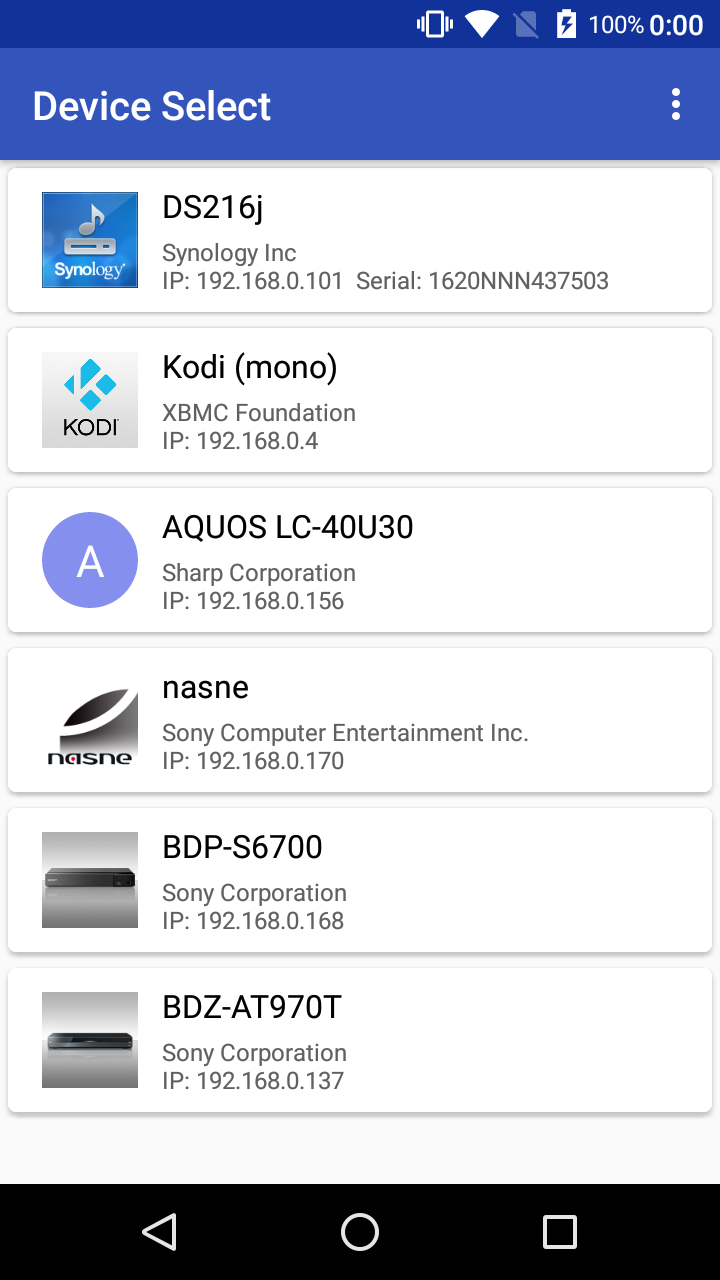 100% 0:00
Device Select
DS216j
Synology Inc
IP: 192.168.0.101 Serial: 1620NNN437503
Synology
Kodi (mono)
XBMC Foundation
IP: 192.168.0.4
KODI
A
AQUOS LC-40U30
Sharp Corporation
IP: 192.168.0.156
nasne
Sony Computer Entertainment Inc.
IP: 192.168.0.170
nasne
BDP-S6700
Sony Corporation
IP: 192.168.0.168
BDZ-AT970T
Sony Corporation
IP: 192.168.0.137